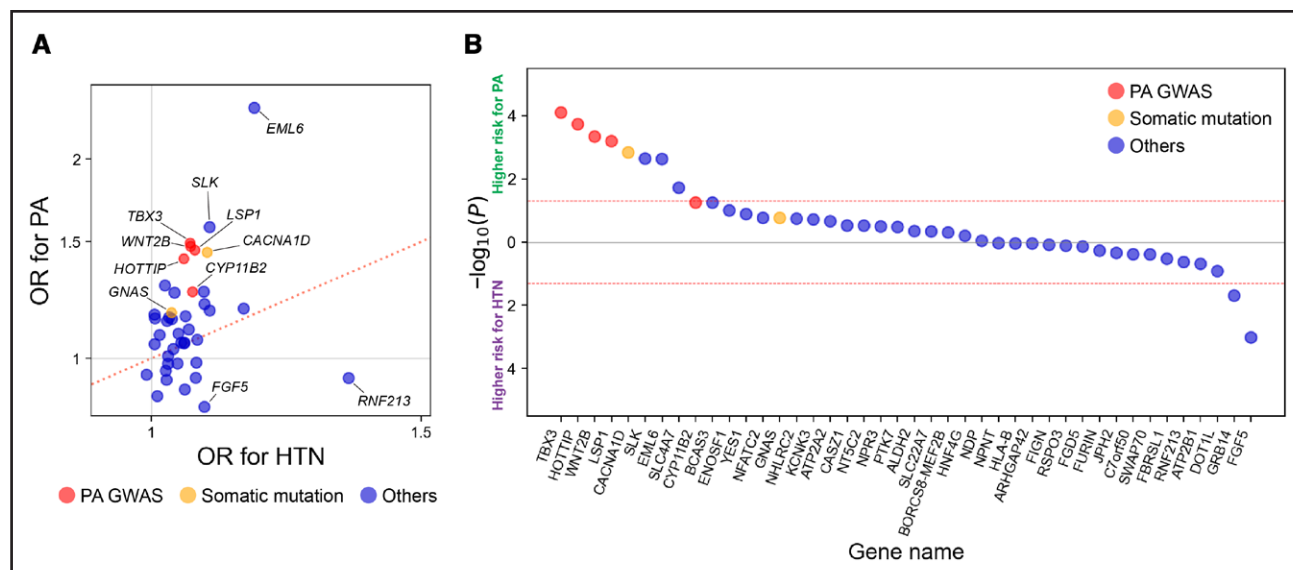 A
OR for PA
2
1.5
1
EML6
SLK
TBX3
LSP1
WNT2B
CACNA1D
HOTTIP
CYP11B2
GNAS
FGF5
RNF213
1
1.5
OR for HTN
PA GWAS
Somatic mutation
Others
B
Higher risk for PA
Higher risk for HTN
−log10(P)
4
2
0
2
4
PA GWAS
Somatic mutation
Others
TBX3
HOTTIP
WNT2B
LSP1
CACNA1D
SLK
EML6
SLC4A7
CYP11B2
BCAS3
ENOSF1
YES1
NFATC2
GNAS
NHLRC2
KCNK3
ATP2A2
CASZ1
NT5C2
NPR3
PTK7
ALDH2
SLC22A7
BORCS8-MEF2B
HNF4G
NDP
NPNT
HLA-B
ARHGAP42
FIGN
RSPO3
FGD5
FURIN
JPH2
C7orf50
SWAP70
FBRSL1
RNF213
ATP2B1
DOT1L
GRB14
FGF5
Gene name